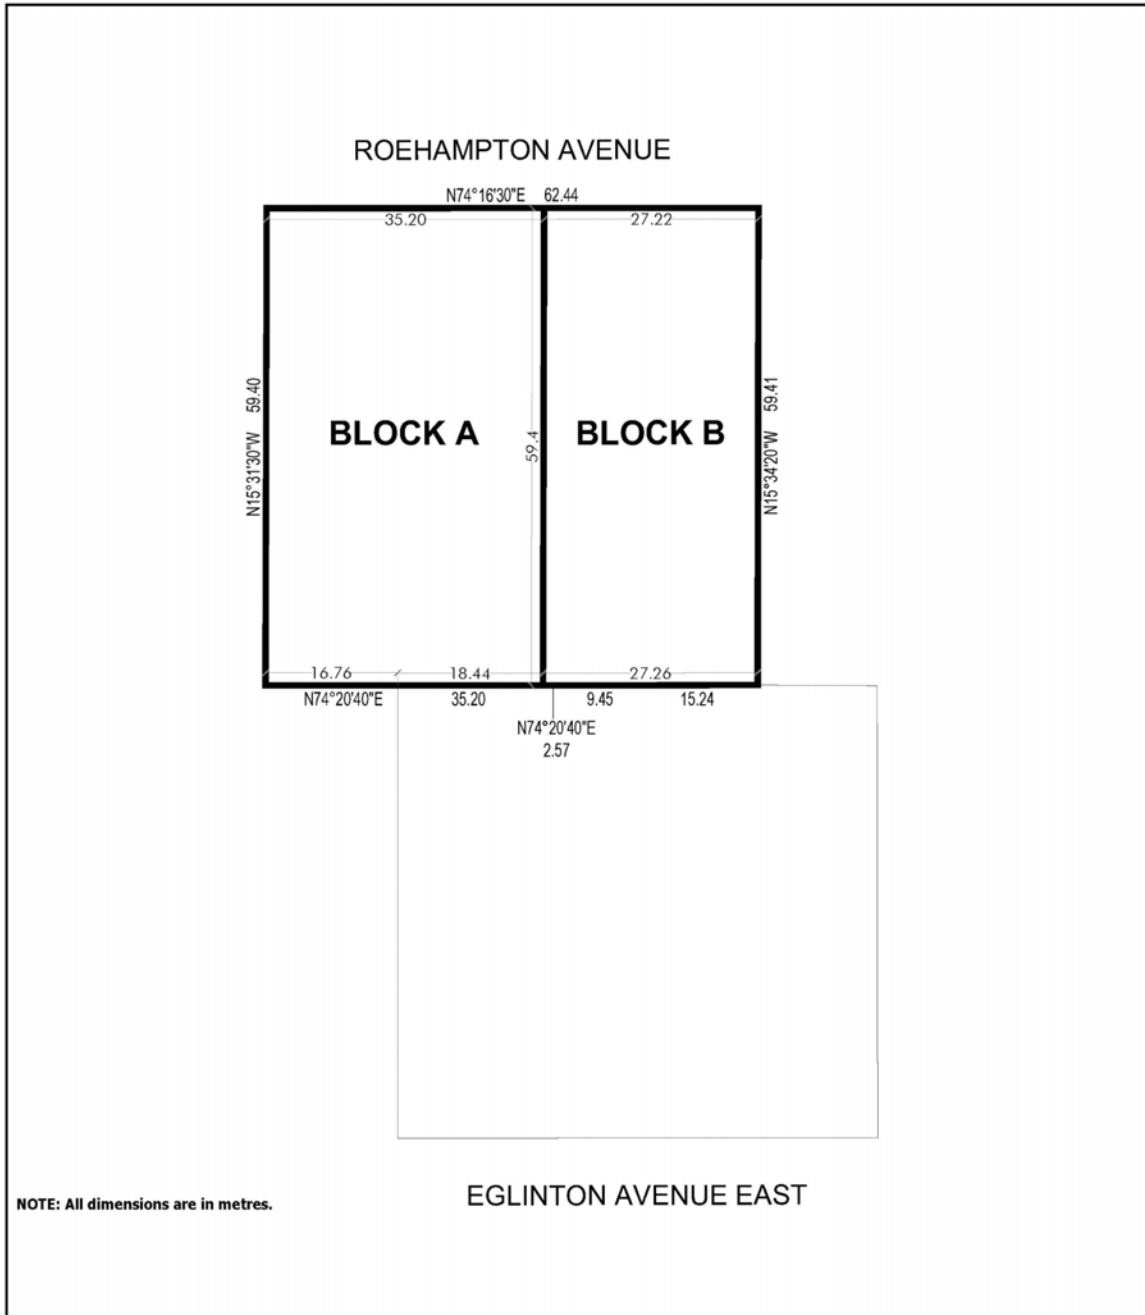 ROEHAMPTON AVENUE
N74°16'30"E 62.44
35.20
27.22
N15°31'30"W 59.40
BLOCK A
59.4
BLOCK B
N15°34'20"W 59.41
16.76
18.44
27.26
N74°20'40"E
35.20
9.45
15.24
N74°20'40"E
2.57
EGLINTON AVENUE EAST
NOTE: All dimensions are in metres.